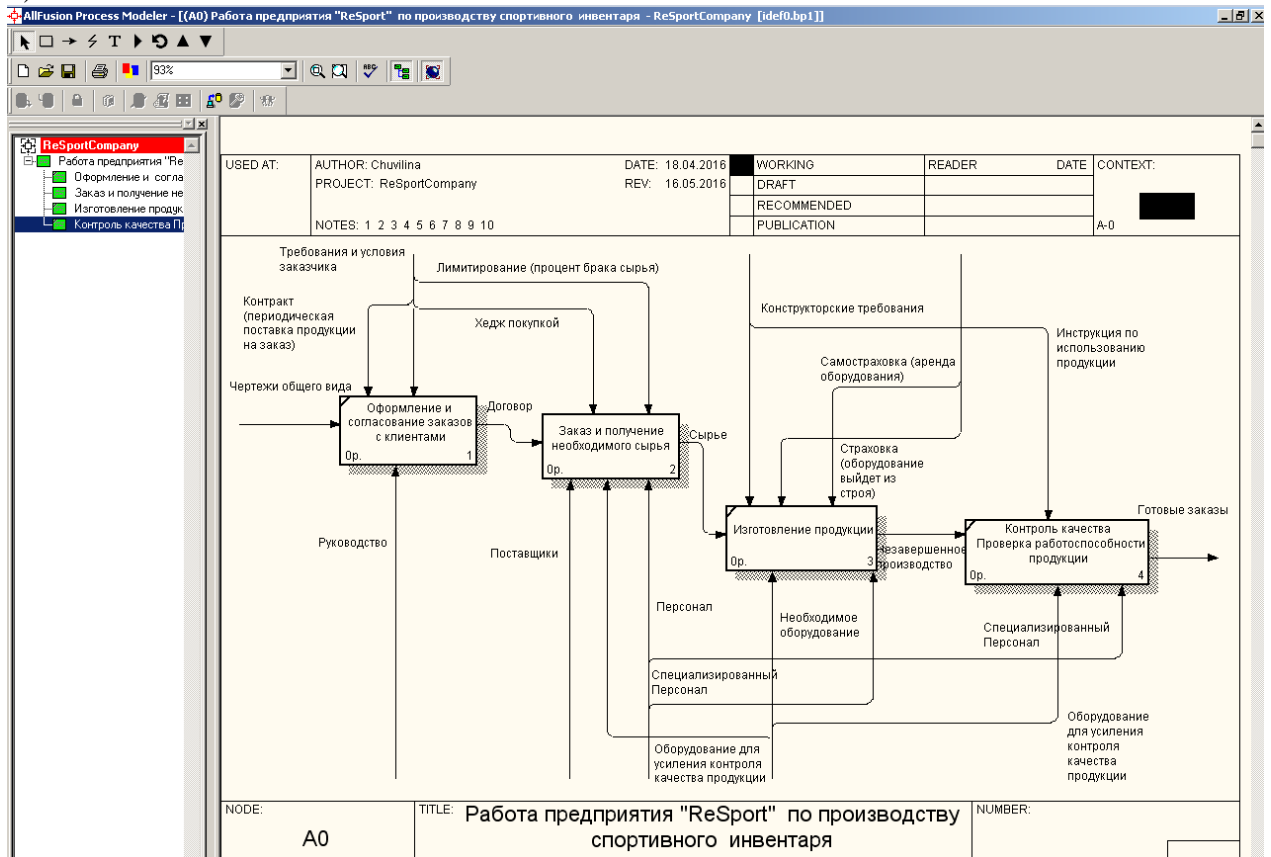 AllFusion Process Modeler - [(A0) Работа предприятия "ReSport" по производству спортивного инвентаря - ReSportCompany [idef0.bp1]]
93%
ReSportCompany
Работа предприятия "Re
Оформление и согла
Заказ и получение не
Изготовление продук
Контроль качества П
USED AT:
AUTHOR: Chuvilina
DATE: 18.04.2016
PROJECT: ReSportCompany
REV: 16.05.2016
NOTES: 1 2 3 4 5 6 7 8 9 10
WORKING
DRAFT
RECOMMENDED
PUBLICATION
READER
DATE
CONTEXT:
A-0
Требования и условия
заказчика
Лимитирование (процент брака сырья)
Контракт
(периодическая
поставка продукции
на заказ)
Хедж покупкой
Конструкторские требования
Инструкция по
использованию
продукции
Самостраховка (аренда
оборудования)
Чертежи общего вида
Оформление и
согласование заказов
с клиентами
0р.
1
Договор
Заказ и получение
необходимого сырья
0р.
2
Сырье
Страховка
(оборудование
выйдет из
строя)
Изготовление продукции
0р.
3
Незавершенное
производство
Контроль качества
Проверка работоспособности
продукции
0р.
4
Готовые заказы
Руководство
Поставщики
Персонал
Необходимое
оборудование
Специализированный
Персонал
Специализированный
Персонал
Оборудование для
усиления контроля
качества продукции
Оборудование
для усиления
контроля
качества
продукции
NODE:
A0
TITLE:
Работа предприятия "ReSport" по производству
спортивного инвентаря
NUMBER: